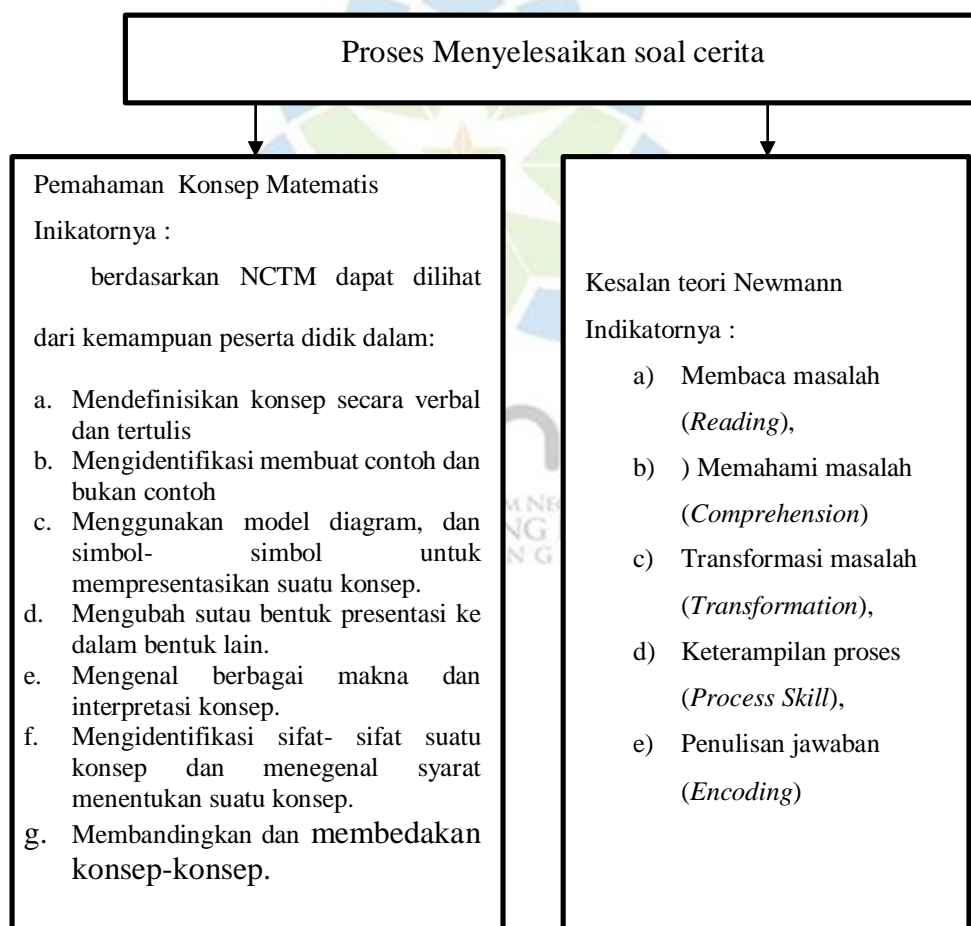 Proses Menyelesaikan soal cerita
Pemahaman Konsep Matematis
Inikatornya :
berdasarkan NCTM dapat dilihat
dari kemampuan peserta didik dalam:
a. Mendefinisikan konsep secara verbal
dan tertulis
b. Mengidentifikasi membuat contoh dan
bukan contoh
c. Menggunakan model diagram, dan
simbol- simbol untuk
mempresentasikan suatu konsep.
d. Mengubah sutau bentuk presentasi ke
dalam bentuk lain.
e. Mengenal berbagai makna dan
interpretasi konsep.
f. Mengidentifikasi sifat- sifat suatu
konsep dan menegenal syarat
menentukan suatu konsep.
g. Membandingkan dan membedakan
konsep-konsep.
Kesalan teori Newmann
Indikatornya :
a) Membaca masalah
(Reading),
b) ) Memahami masalah
(Comprehension)
c) Transformasi masalah
(Transformation),
d) Keterampilan proses
(Process Skill),
e) Penulisan jawaban
(Encoding)